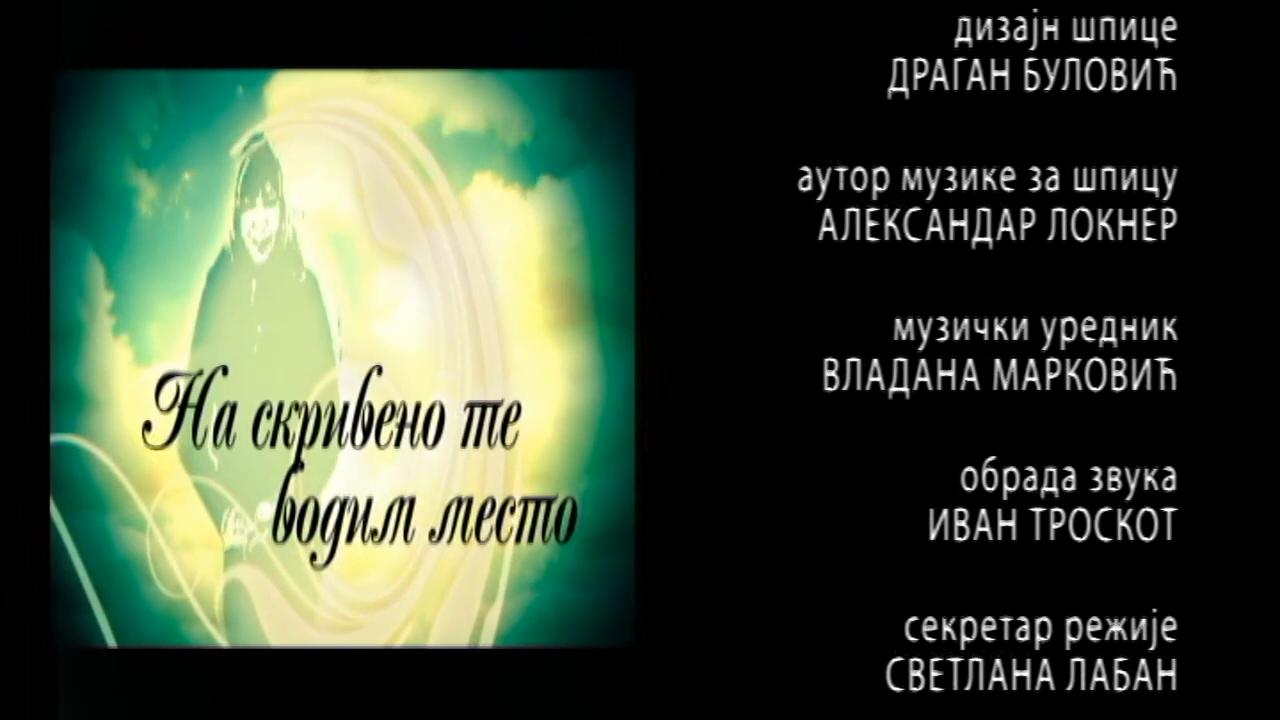 На скривено те
водим место
дизајн шпице
ДРАГАН БУЛОВИЋ
аутор музике за шпицу
АЛЕКСАНДАР ЛОКНЕР
музички уредник
ВЛАДАНА МАРКОВИЋ
обрада звука
ИВАН ТРОСКОТ
секретар режије
СВЕТЛАНА ЛАБАН